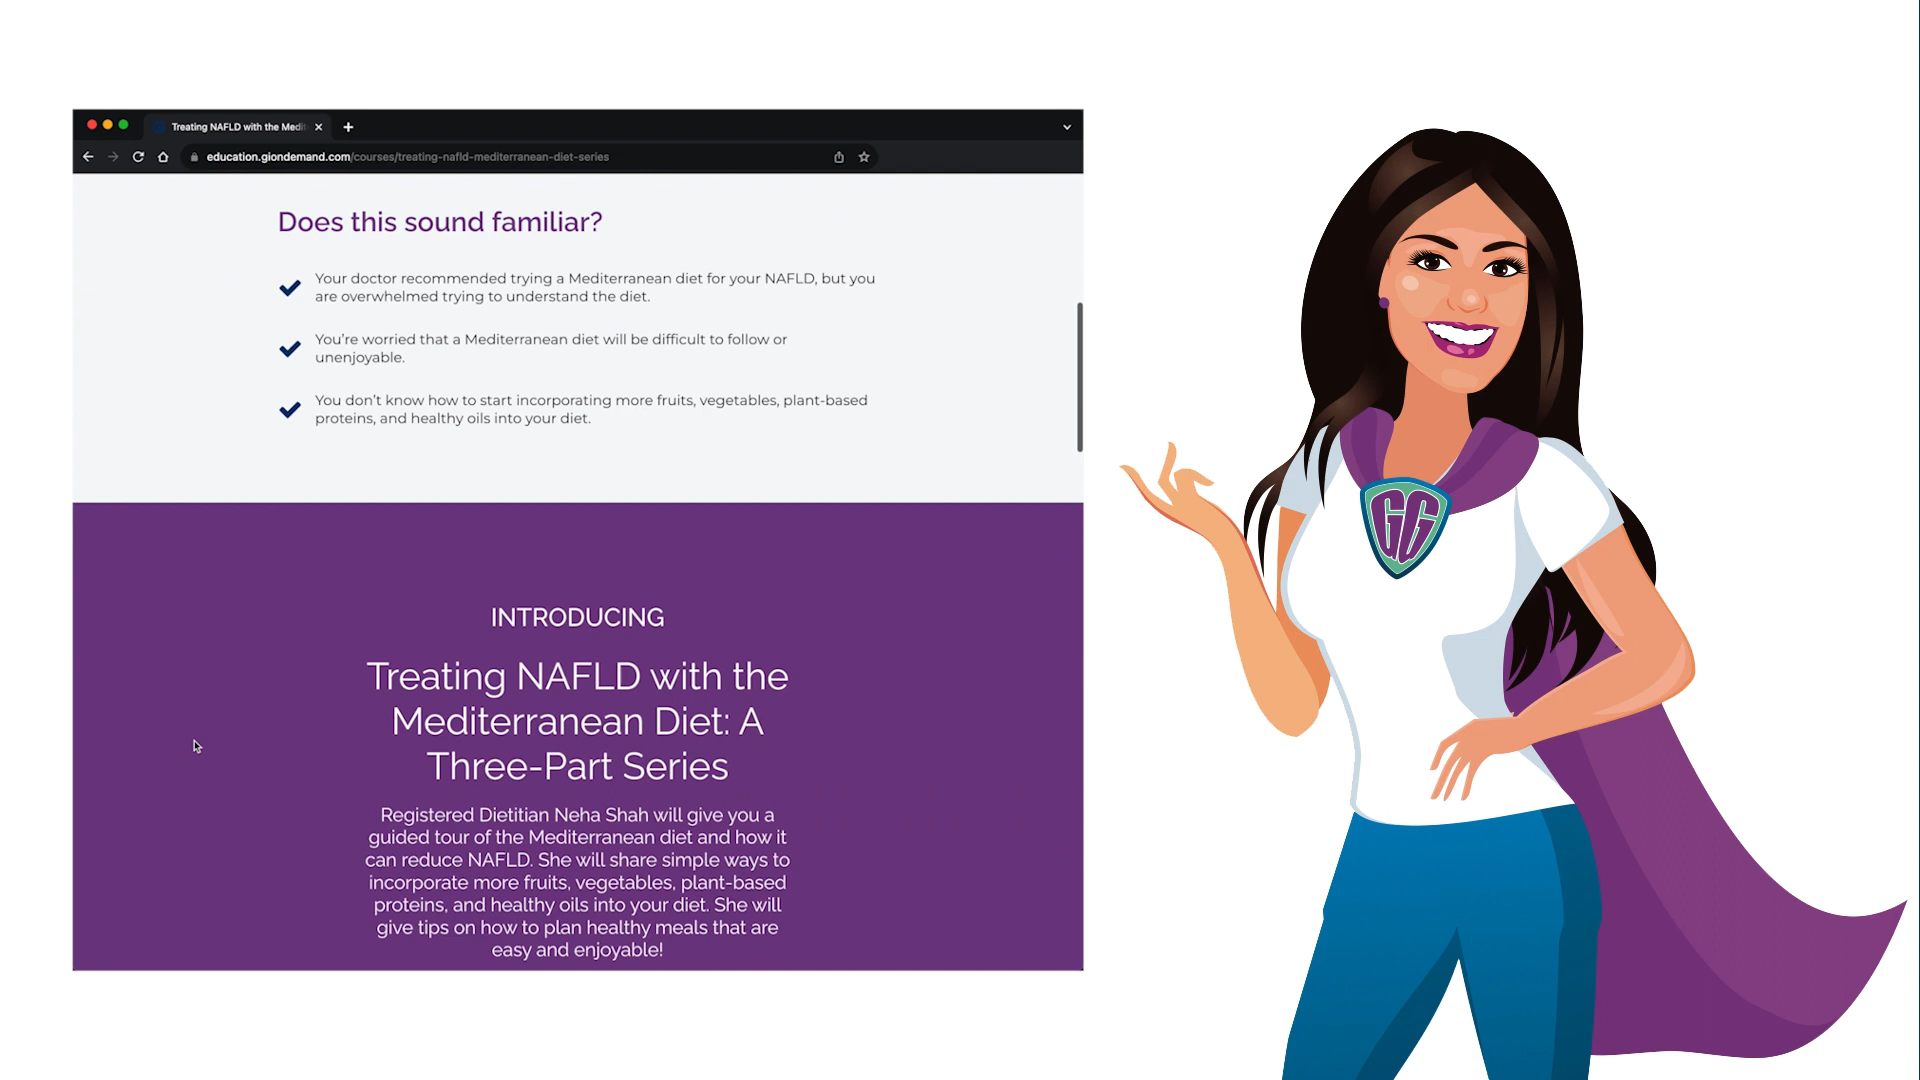 Treating NAFLD with the Medi
education.giondemand.com/courses/treating-nafld-mediterranean-diet-series
Does this sound familiar?
Your doctor recommended trying a Mediterranean diet for your NAFLD, but you
are overwhelmed trying to understand the diet.
You're worried that a Mediterranean diet will be difficult to follow or
unenjoyable.
You don't know how to start incorporating more fruits, vegetables, plant-based
proteins, and healthy oils into your diet.
INTRODUCING
Treating NAFLD with the
Mediterranean Diet: A
Three-Part Series
Registered Dietitian Neha Shah will give you a
guided tour of the Mediterranean diet and how it
can reduce NAFLD. She will share simple ways to
incorporate more fruits, vegetables, plant-based
proteins, and healthy oils into your diet. She will
give tips on how to plan healthy meals that are
easy and enjoyable!
GG